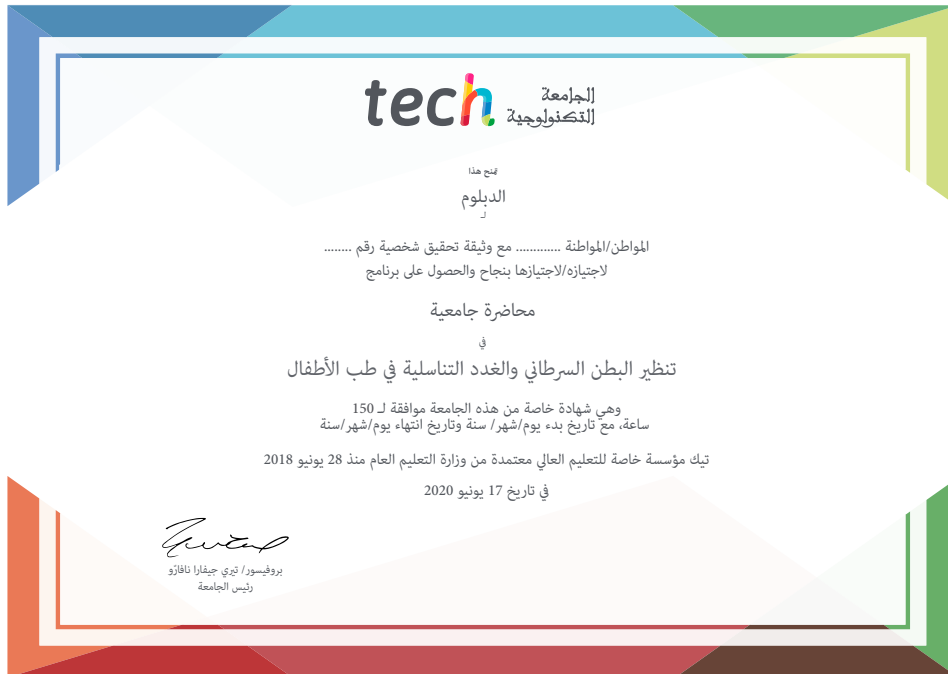 tech الجامعة
التكنولوجية
يمنح هذا
الدبلوم
لـ
المواطن/المواطنة ............. مع وثيقة تحقيق شخصية رقم ........
لاجتيازه/لاجتيازها بنجاح والحصول على برنامج
محاضرة جامعية
في
تنظير البطن السرطاني والغدد التناسلية في طب الأطفال
وهي شهادة خاصة من هذه الجامعة موافقة لـ 150
ساعة، مع تاريخ بدء يوم/شهر/ سنة وتاريخ انتهاء يوم/شهر/سنة
تيك مؤسسة خاصة للتعليم العالي معتمدة من وزارة التعليم العام منذ 28 يونيو 2018
في تاريخ 17 يونيو 2020
بروفيسور/ تيري جيفارا نافارّو
رئيس الجامعة